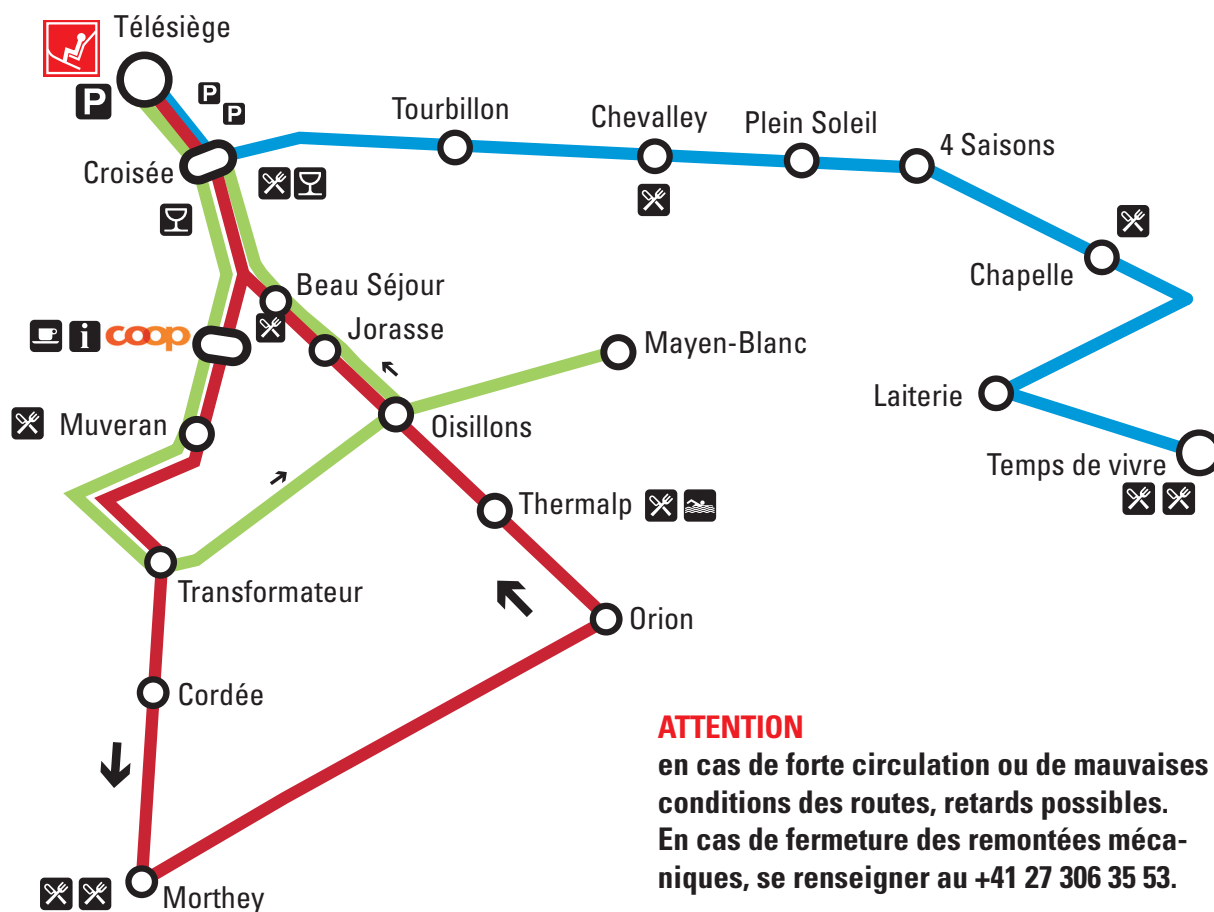 Télésiège
P
P
P
Croisée
Tourbillon
Chevalley
Plein Soleil
4 Saisons
Chapelle
Beau Séjour
i coop
Jorasse
Mayen-Blanc
Laiterie
Muveran
Oisillons
Temps de vivre
Thermalp
Transformateur
Orion
Cordée
Morthey
ATTENTION
en cas de forte circulation ou de mauvaises
conditions des routes, retards possibles.
En cas de fermeture des remontées méca-
niques, se renseigner au +41 27 306 35 53.